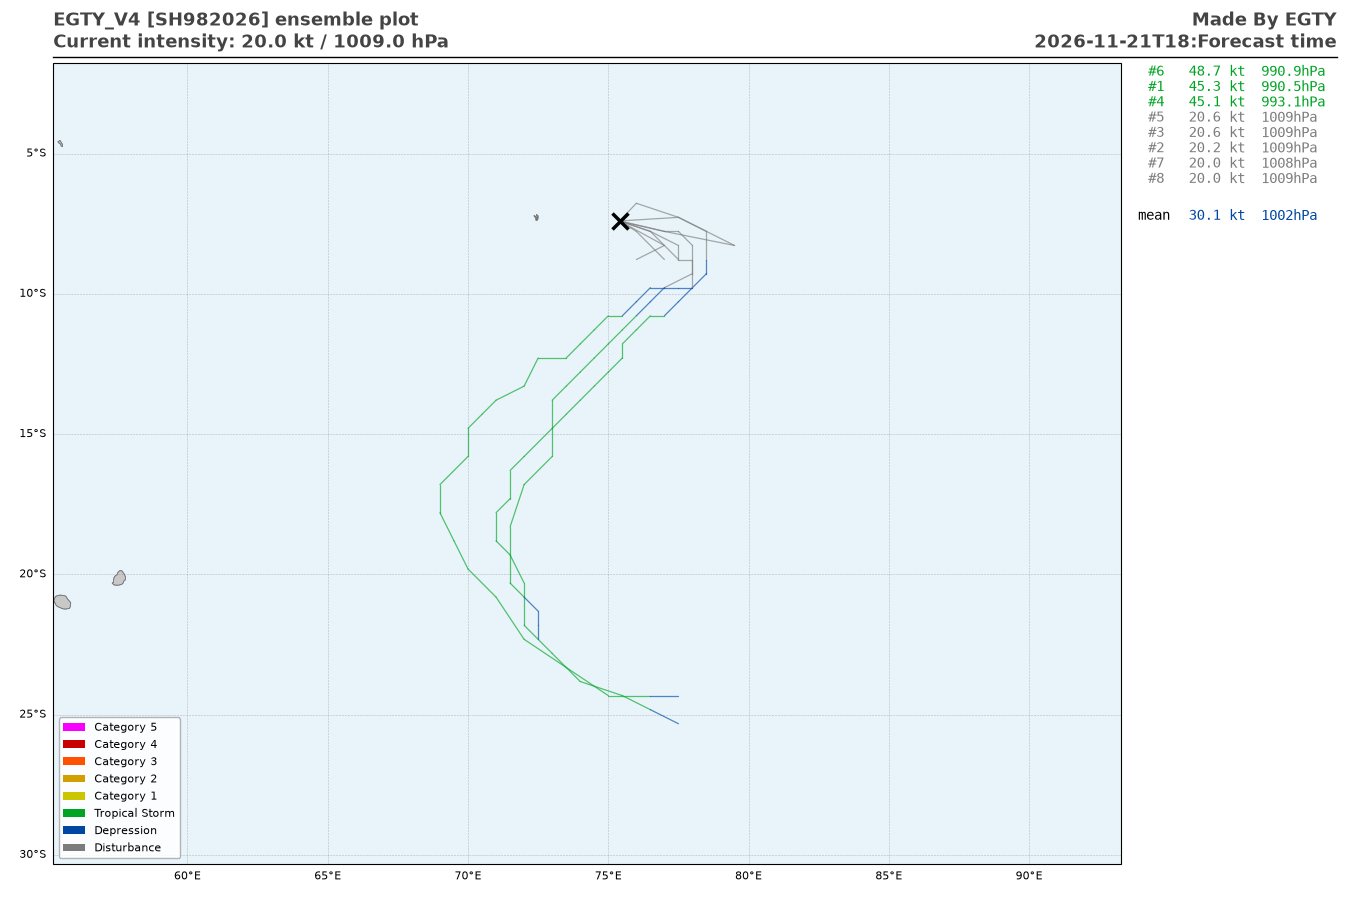 EGTY_V4 [SH982026] ensemble plot
Current intensity: 20.0 kt / 1009.0 hPa
Made By EGTY
2026-11-21T18:Forecast time
#6 48.7 kt 990.9hPa
#1 45.3 kt 990.5hPa
#4 45.1 kt 993.1hPa
#5 20.6 kt 1009hPa
#3 20.6 kt 1009hPa
#2 20.2 kt 1009hPa
#7 20.0 kt 1008hPa
#8 20.0 kt 1009hPa
mean 30.1 kt 1002hPa
5°S
10°S
15°S
20°S
25°S
30°S
Category 5
Category 4
Category 3
Category 2
Category 1
Tropical Storm
Depression
Disturbance
60°E 65°E 70°E 75°E 80°E 85°E 90°E